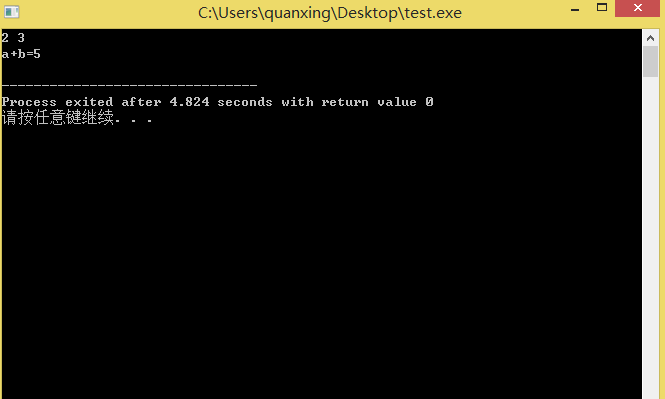 C:\Users\quanxing\Desktop\test.exe
2 3
a+b=5
--------------------------------
Process exited after 4.824 seconds with return value 0
请按任意键继续. . .